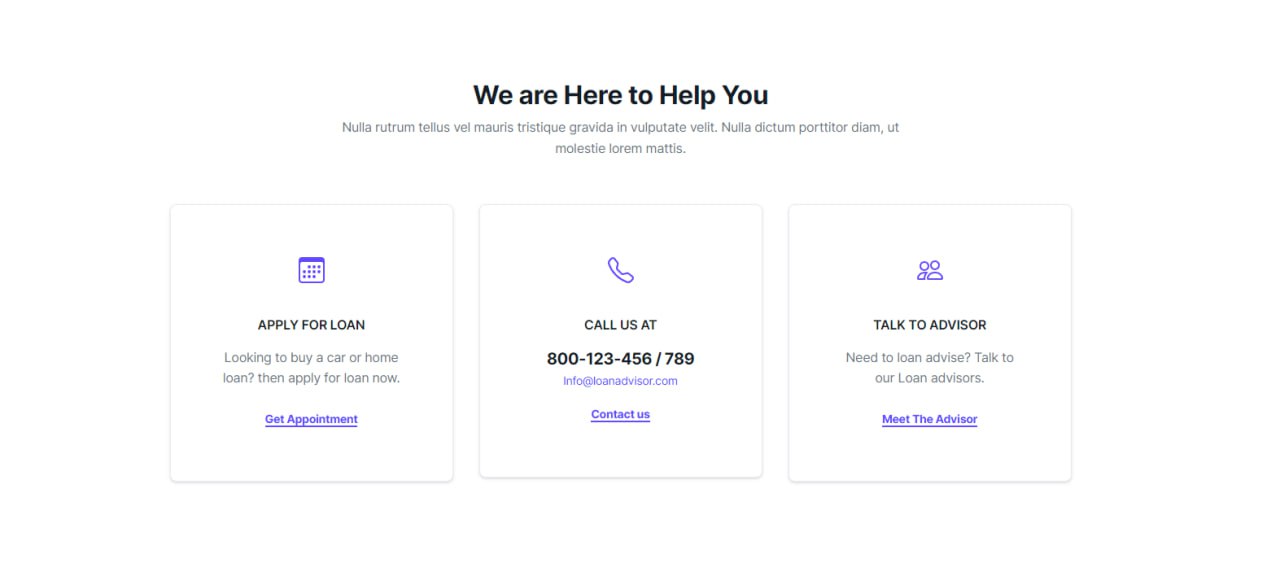 We are Here to Help You
Nulla rutrum tellus vel mauris tristique gravida in vulputate velit. Nulla dictum porttitor diam, ut
molestie lorem mattis.
APPLY FOR LOAN
Looking to buy a car or home
loan? then apply for loan now.
Get Appointment
CALL US AT
800-123-456 / 789
Info@loanadvisor.com
Contact us
TALK TO ADVISOR
Need to loan advise? Talk to
our Loan advisors.
Meet The Advisor